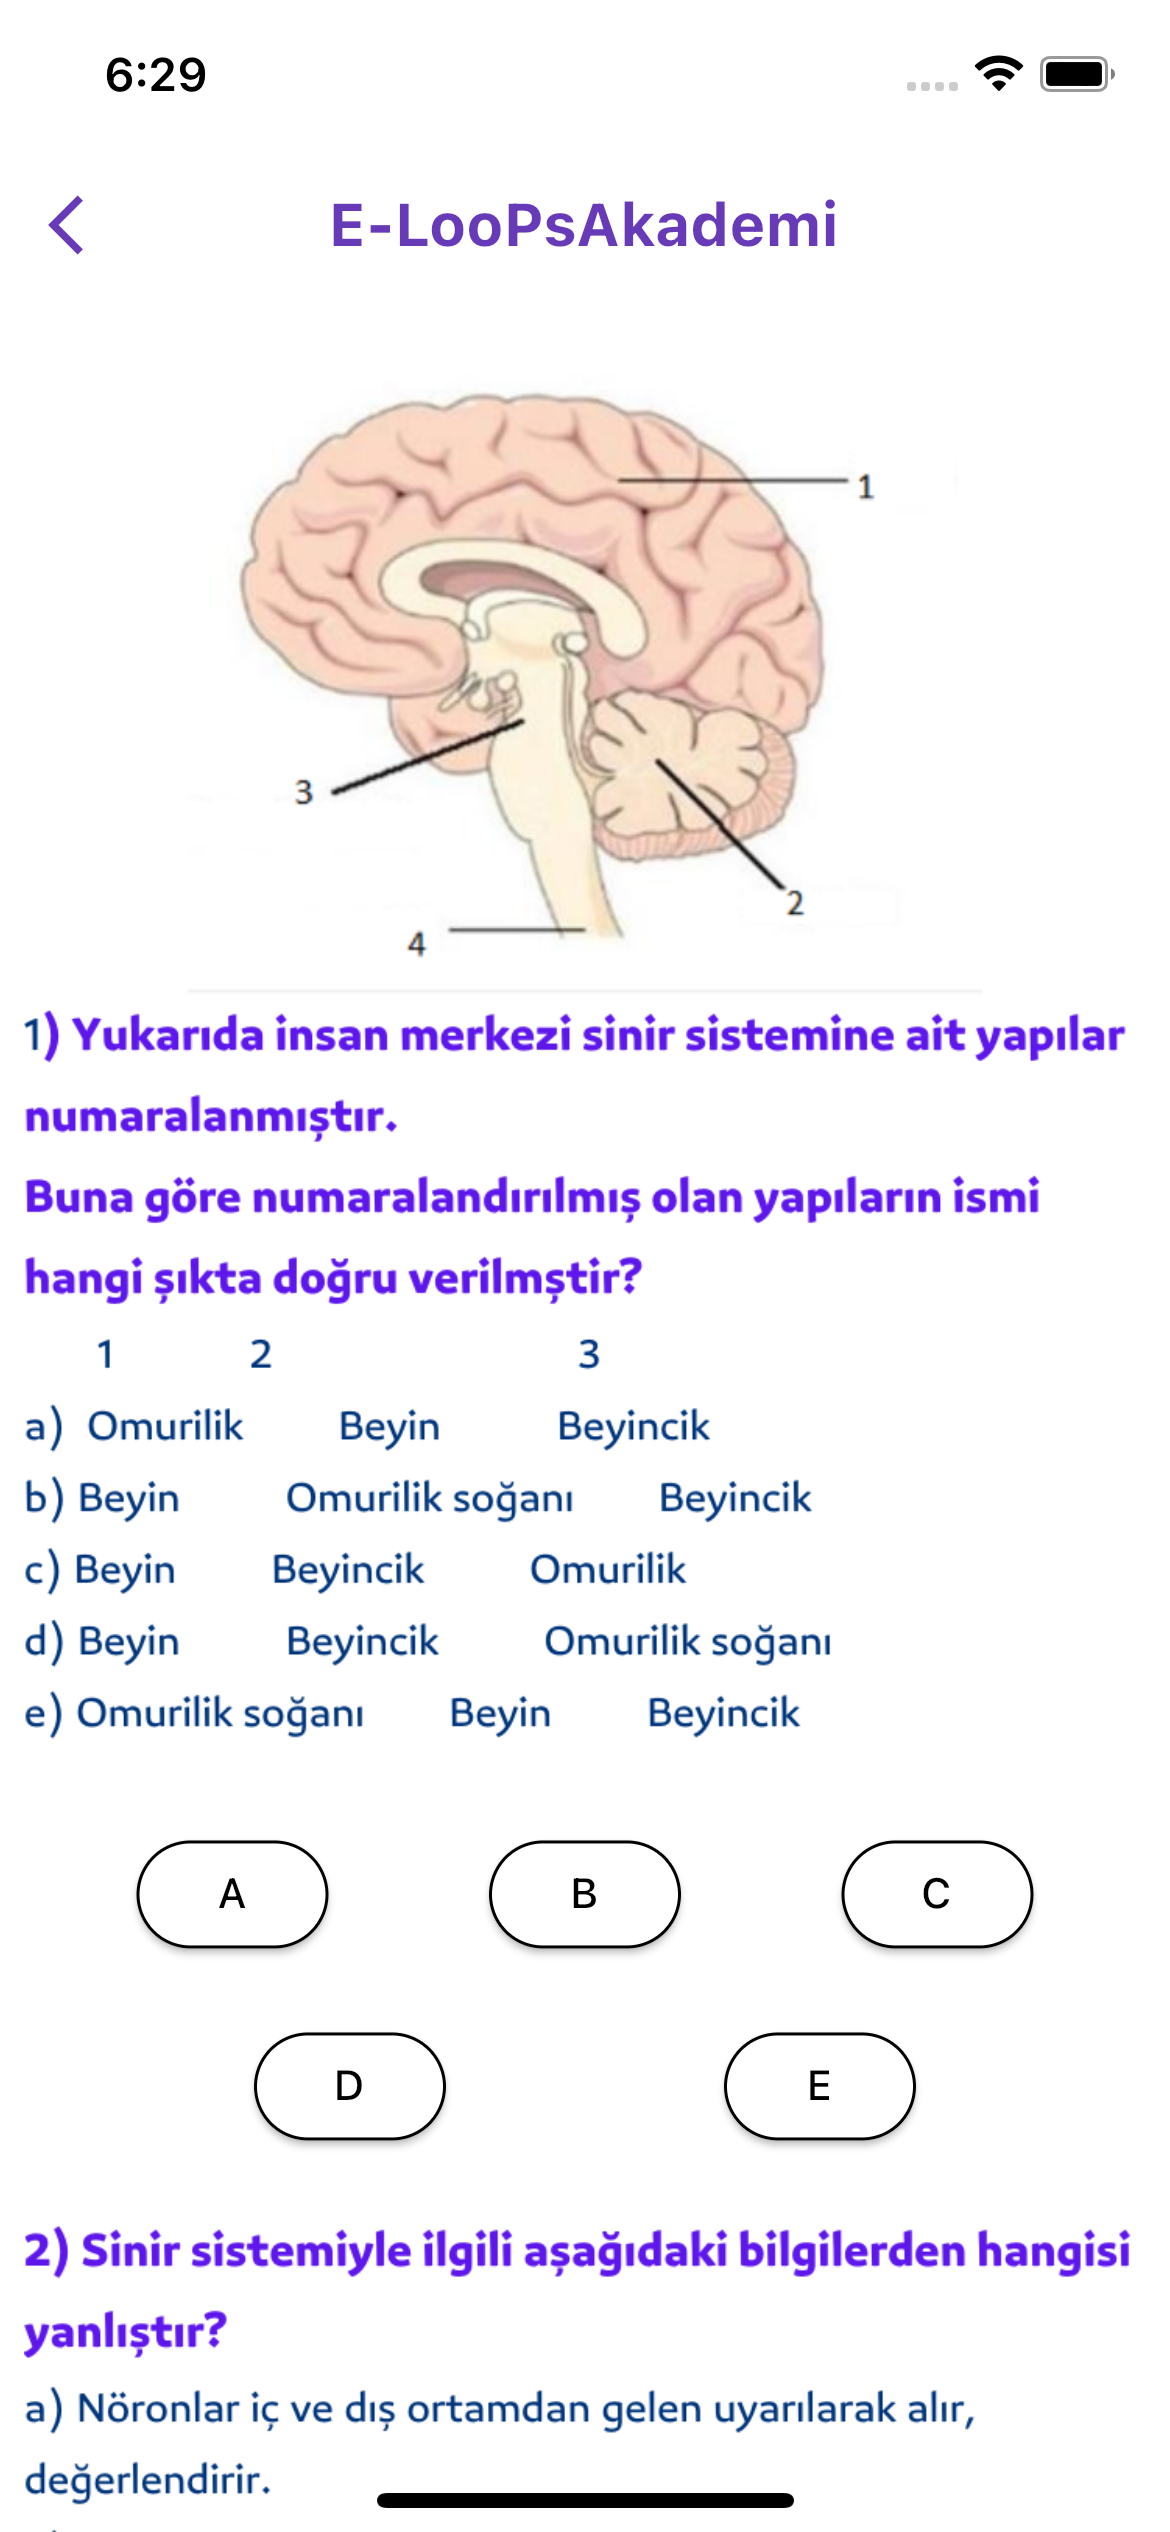 6:29
E-LooPsAkademi
1
3
2
4
1) Yukarıda insan merkezi sinir sistemine ait yapılar
numaralanmıştır.
Buna göre numaralandırılmış olan yapıların ismi
hangi şıkta doğru verilmştir?
1 2 3
a) Omurilik Beyin Beyincik
b) Beyin Omurilik soğanı Beyincik
c) Beyin Beyincik Omurilik
d) Beyin Beyincik Omurilik soğanı
e) Omurilik soğanı Beyin Beyincik
A B C
D E
2) Sinir sistemiyle ilgili aşağıdaki bilgilerden hangisi
yanlıştır?
a) Nöronlar iç ve dış ortamdan gelen uyarılarak alır,
değerlendirir.